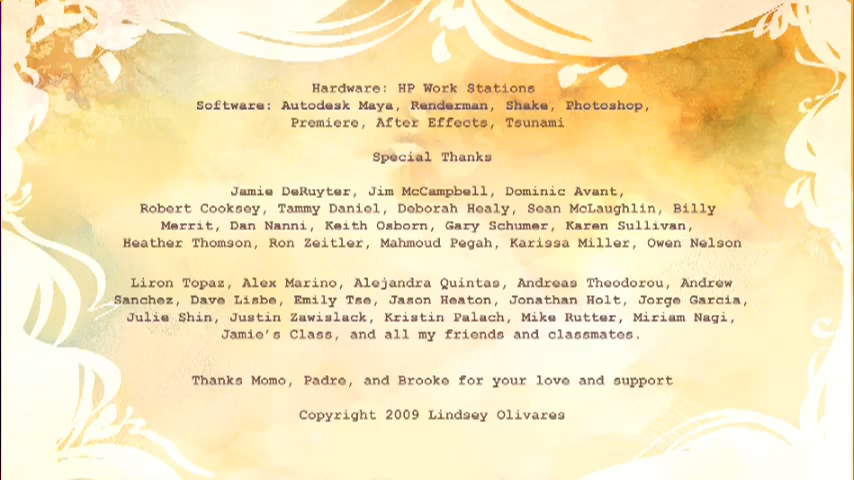 Hardware: HP Work Stations
Software: Autodesk Maya, Renderman, Shake, Photoshop,
Premiere, After Effects, Tsunami
Special Thanks
Jamie DeRuyter, Jim McCampbell, Dominic Avant,
Robert Cooksey, Tammy Daniel, Deborah Healy, Sean McLaughlin, Billy
Merrit, Dan Nanni, Keith Osborn, Gary Schumer, Karen Sullivan,
Heather Thomson, Ron Zeitler, Mahmoud Pegah, Karissa Miller, Owen Nelson
Liron Topaz, Alex Marino, Alejandra Quintas, Andreas Theodorou, Andrew
Sanchez, Dave Lisbe, Emily Tse, Jason Heaton, Jonathan Holt, Jorge Garcia,
Julie Shin, Justin Zawislack, Kristin Palach, Mike Rutter, Miriam Nagi,
Jamie's Class, and all my friends and classmates.
Thanks Momo, Padre, and Brooke for your love and support
Copyright 2009 Lindsey Olivares